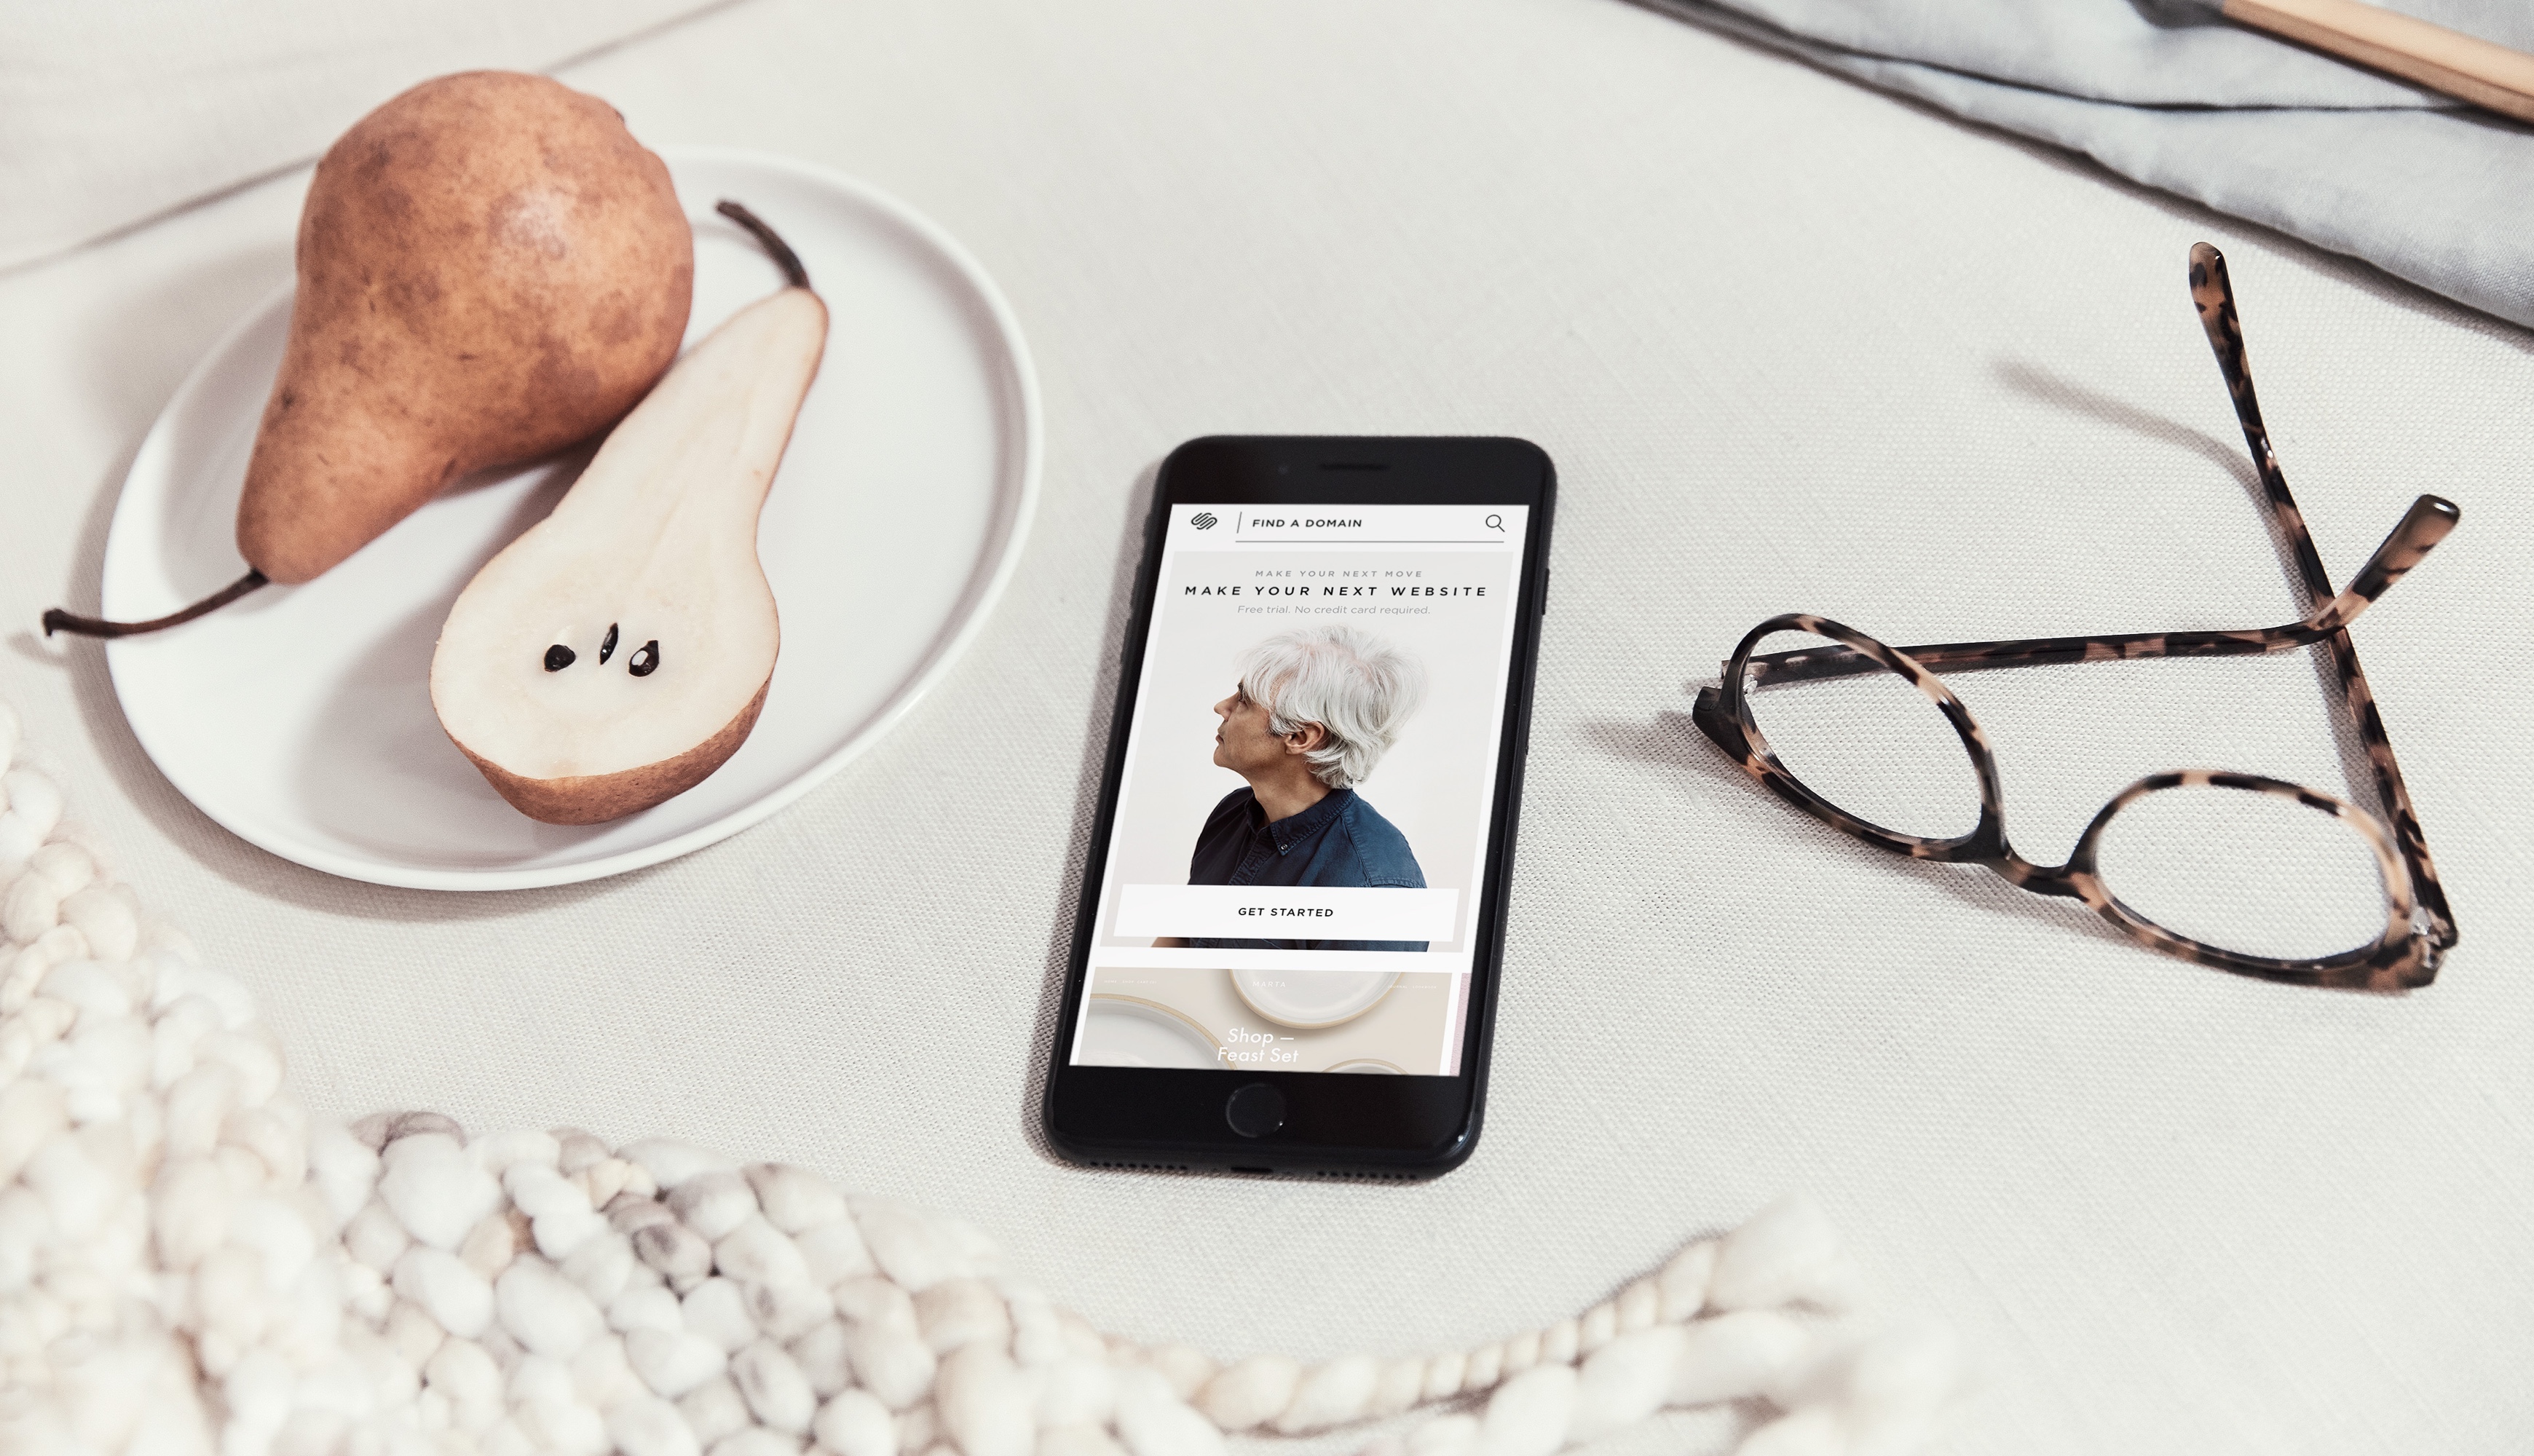 FIND A DOMAIN
MAKE YOUR NEXT MOVE
MAKE YOUR NEXT WEBSITE
Free trial. No credit card required.
GET STARTED
MARTA
Shop —
Feast Set